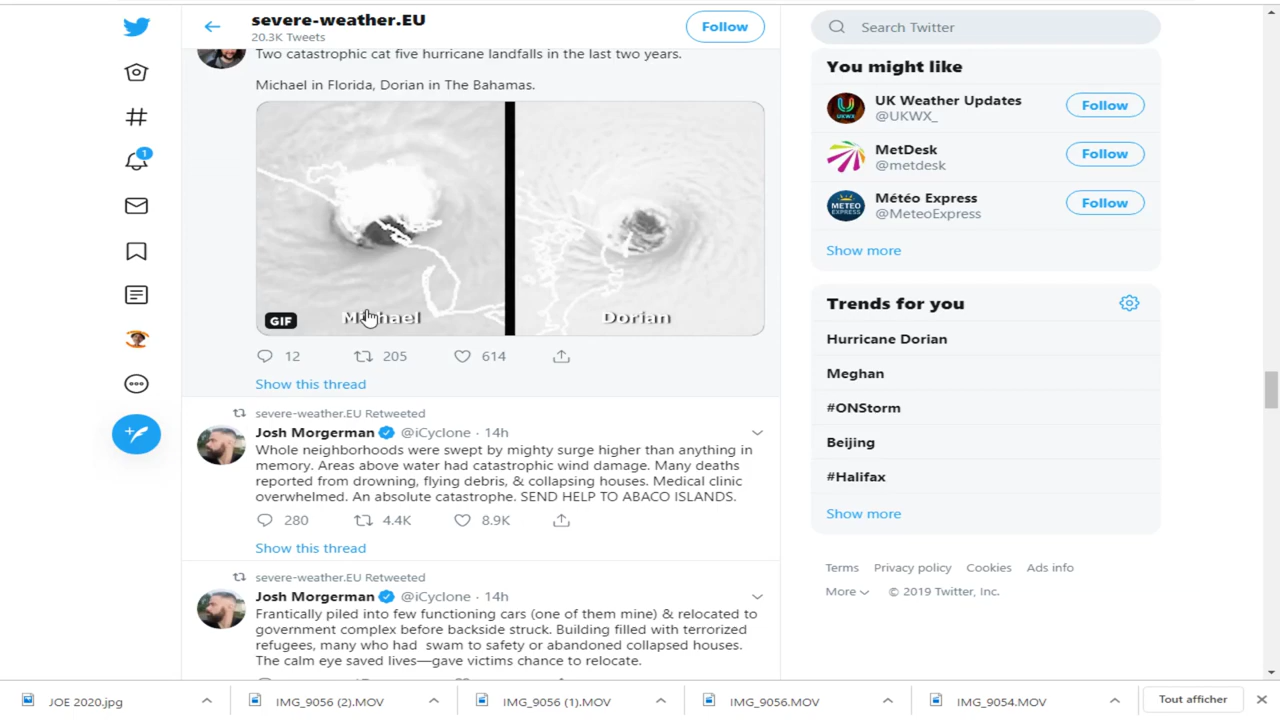 severe-weather.EU
20.3K Tweets
Follow
Two catastrophic cat five hurricane landfalls in the last two years.
Michael in Florida, Dorian in The Bahamas.
GIF
Michael
Dorian
12
205
614
Show this thread
severe-weather.EU Retweeted
Josh Morgerman @iCyclone · 14h
Whole neighborhoods were swept by mighty surge higher than anything in
memory. Areas above water had catastrophic wind damage. Many deaths
reported from drowning, flying debris, & collapsing houses. Medical clinic
overwhelmed. An absolute catastrophe. SEND HELP TO ABACO ISLANDS.
280
4.4K
8.9K
Show this thread
severe-weather.EU Retweeted
Josh Morgerman @iCyclone · 14h
Frantically piled into few functioning cars (one of them mine) & relocated to
government complex before backside struck. Building filled with terrorized
refugees, many who had swam to safety or abandoned collapsed houses.
The calm eye saved lives—gave victims chance to relocate.
1
Search Twitter
You might like
UK Weather Updates
@UKWX_
Follow
MetDesk
@metdesk
Follow
METEO
EXPRESS
Météo Express
@MeteoExpress
Follow
Show more
Trends for you
Hurricane Dorian
Meghan
#ONStorm
Beijing
#Halifax
Show more
Terms Privacy policy Cookies Ads info
More © 2019 Twitter, Inc.
JOE 2020.jpg
IMG_9056 (2).MOV
IMG_9056 (1).MOV
IMG_9056.MOV
IMG_9054.MOV
Tout afficher